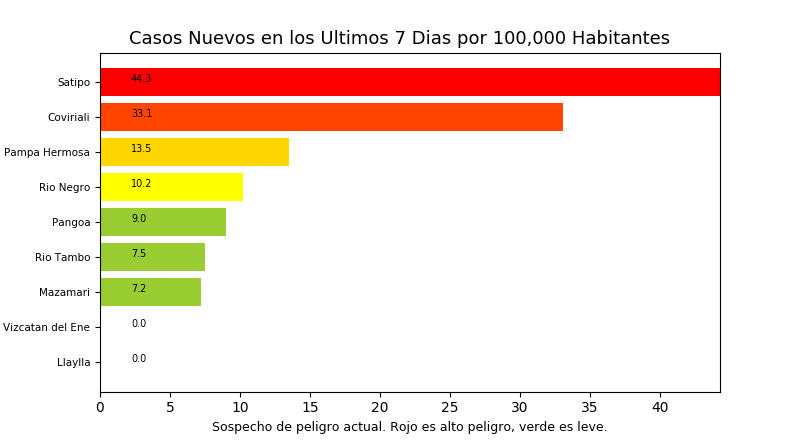 Casos Nuevos en los Ultimos 7 Dias por 100,000 Habitantes
Satipo 44.3
Coviriali 33.1
Pampa Hermosa 13.5
Rio Negro 10.2
Pangoa 9.0
Rio Tambo 7.5
Mazamari 7.2
Vizcatan del Ene 0.0
Llaylla 0.0
0 5 10 15 20 25 30 35 40
Sospecho de peligro actual. Rojo es alto peligro, verde es leve.